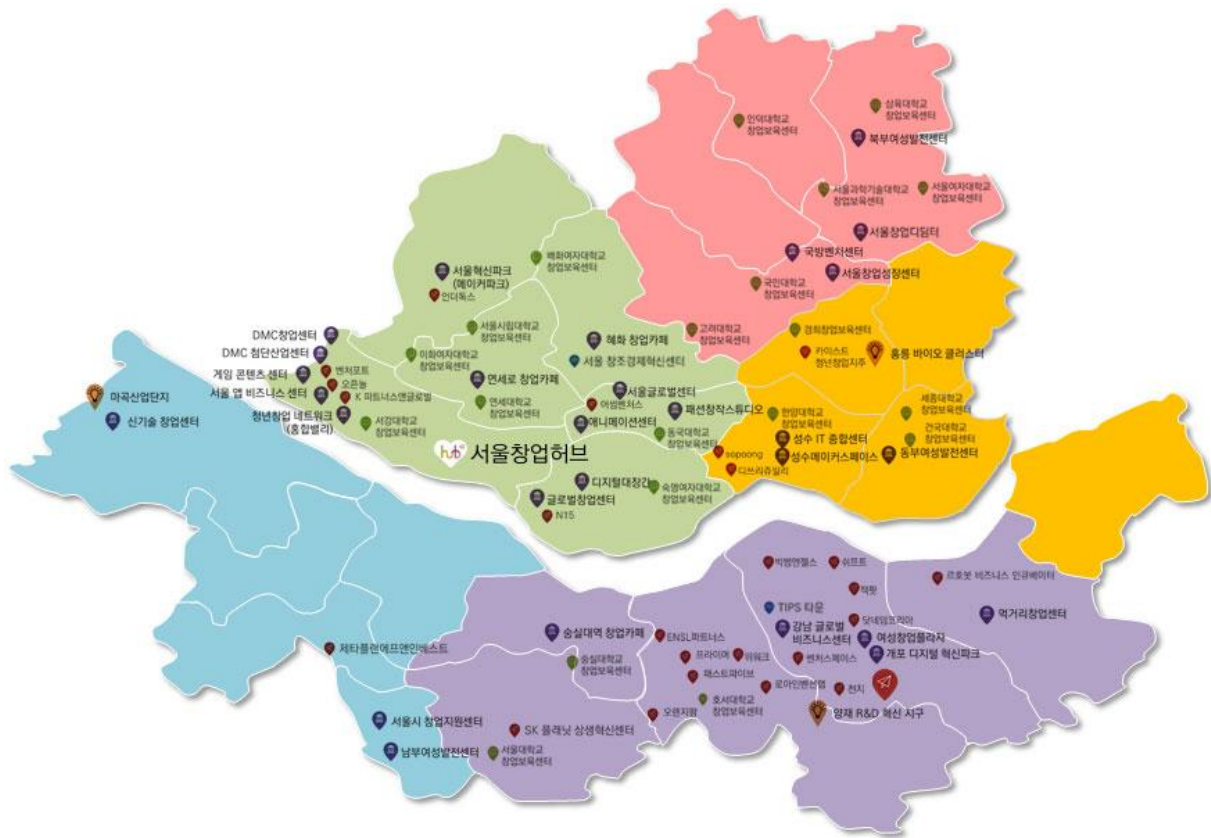 인덕대학교
창업보육센터
삼육대학교
창업보육센터
북부여성발전센터
서울과학기술대학교
창업보육센터
서울여자대학교
창업보육센터
서울창업디딤터
국방벤처센터
서울창업성장센터
국민대학교
창업보육센터
고려대학교
창업보육센터
배화여자대학교
창업보육센터
서울혁신파크
(메이커파크)
인더독스
서울시립대학교
창업보육센터
이화여자대학교
창업보육센터
혜화 창업카페
서울 창조경제혁신센터
연세로 창업카페
연세대학교
창업보육센터
서울글로벌센터
어썸벤처스
애니메이션센터
패션창작스튜디오
동국대학교
창업보육센터
DMC창업센터
DMC 첨단산업센터
게임 콘텐츠 센터
서울 앱 비즈니스 센터
청년창업 네트워크
(홍합밸리)
벤처포트
오픈놀
K 파트너스앤글로벌
서강대학교
창업보육센터
hub
서울창업허브
디지털대장간
글로벌창업센터
N15
숙명여자대학교
창업보육센터
경희창업보육센터
카이스트
청년창업지주
홍릉 바이오 클러스터
한양대학교
창업보육센터
세종대학교
창업보육센터
건국대학교
창업보육센터
성수 IT 종합센터
성수메이커스페이스
동부여성발전센터
sopoong
디쓰리쥬빌리
마곡산업단지
신기술 창업센터
제타플랜에프앤인베스트
서울시 창업지원센터
남부여성발전센터
숭실대역 창업카페
숭실대학교
창업보육센터
SK 플래닛 상생혁신센터
서울대학교
창업보육센터
빅뱅앤젤스
쉬프트
잭팟
TIPS 타운
닷네임코리아
강남 글로벌
비즈니스센터
여성창업플라자
개포 디지털 혁신파크
벤처스페이스
ENSL파트너스
프라이머
위워크
패스트파이브
로아인벤션랩
천지
호서대학교
창업보육센터
오렌지팜
양재 R&D 혁신 지구
르호봇 비즈니스 인큐베이터
먹거리창업센터